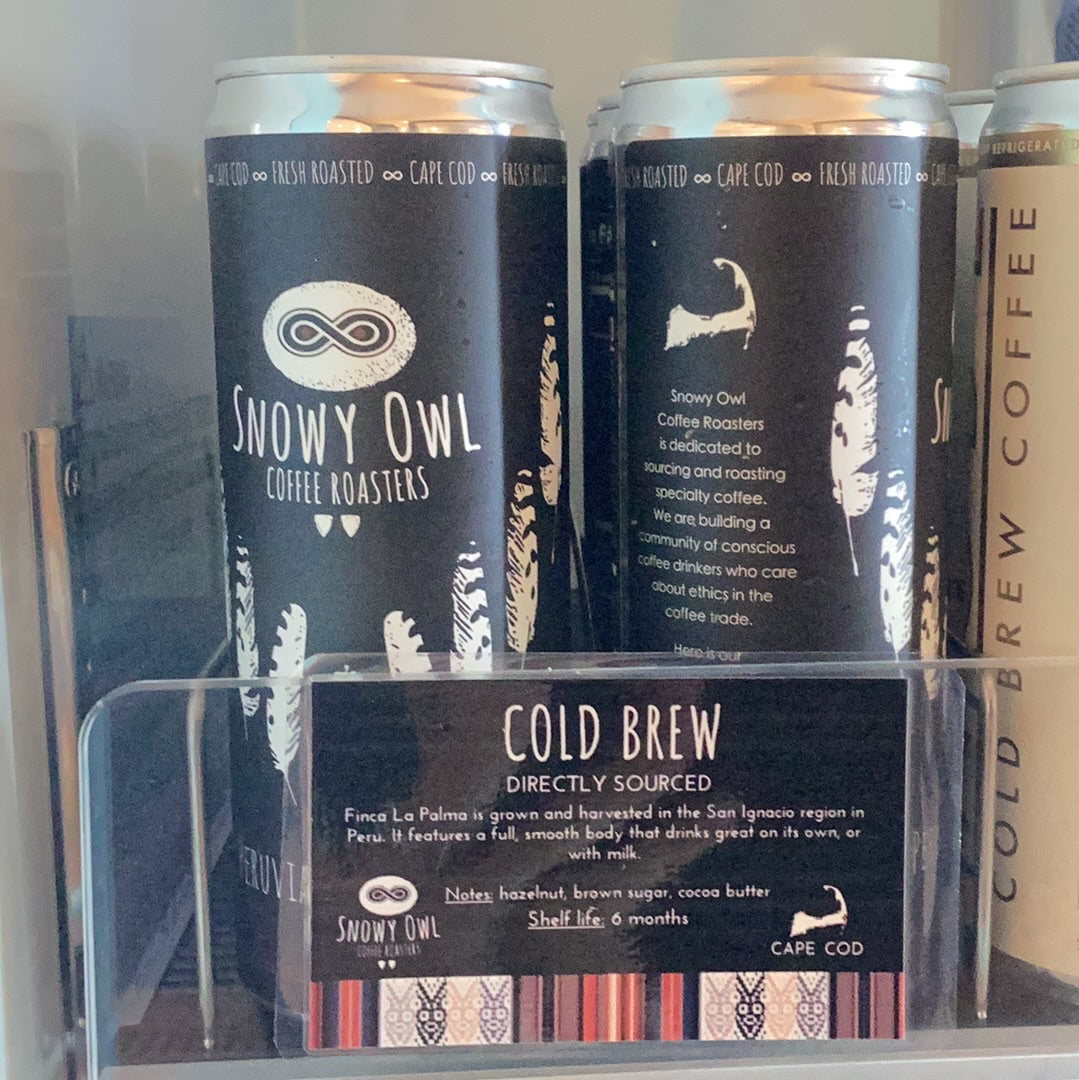 CAPE COD ∞ FRESH ROASTED ∞ CAPE COD ∞ FRESH ROASTED
SNOWY OWL
COFFEE ROASTERS
ROASTED ∞ CAPE COD ∞ FRESH ROASTED ∞
Snowy Owl
Coffee Roasters
is dedicated to
sourcing and roasting
specialty coffee.
We are building a
community of conscious
coffee drinkers who care
about ethics in the
coffee trade.
Here is our
REFRIGERATED
COLD BREW COFFEE
COLD BREW
DIRECTLY SOURCED
Finca La Palma is grown and harvested in the San Ignacio region in
Peru. It features a full, smooth body that drinks great on its own, or
with milk.
Notes: hazelnut, brown sugar, cocoa butter
Shelf life: 6 months
SNOWY OWL
COFFEE ROASTERS
CAPE COD